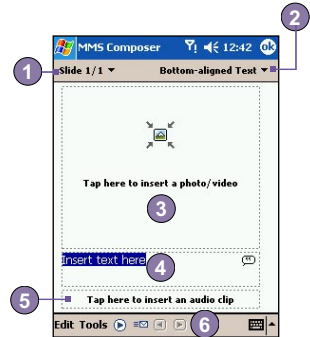 2
MMS Composer 12:42 ok
1 Slide 1/1 Bottom-aligned Text
Tap here to insert a photo/video
3
Insert text here
4
5 Tap here to insert an audio clip
Edit Tools 6